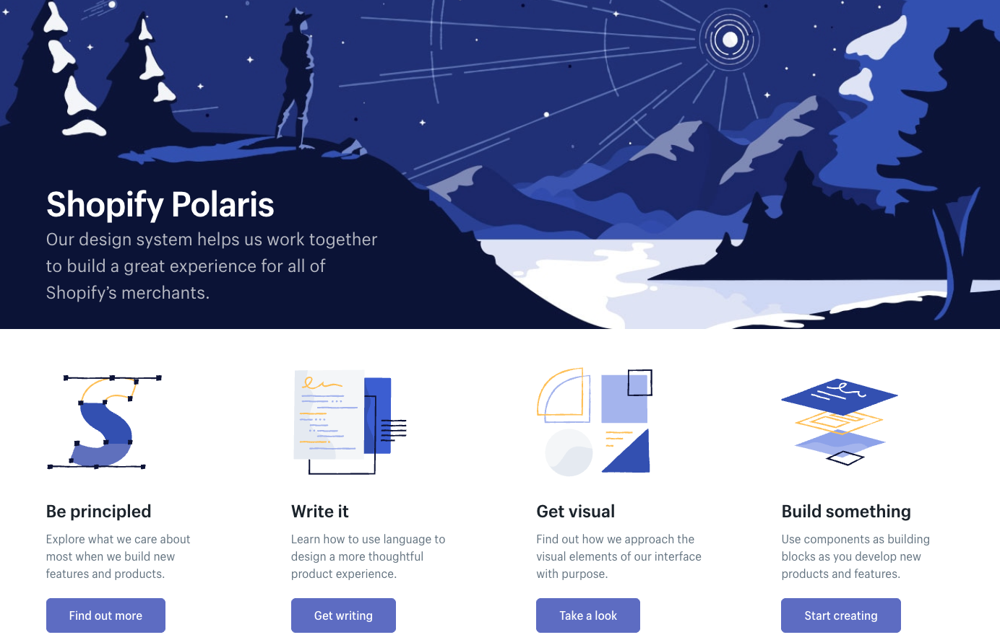 Shopify Polaris
Our design system helps us work together
to build a great experience for all of
Shopify’s merchants.
Be principled
Explore what we care about
most when we build new
features and products.
Find out more
Write it
Learn how to use language to
design a more thoughtful
product experience.
Get writing
Get visual
Find out how we approach the
visual elements of our interface
with purpose.
Take a look
Build something
Use components as building
blocks as you develop new
products and features.
Start creating